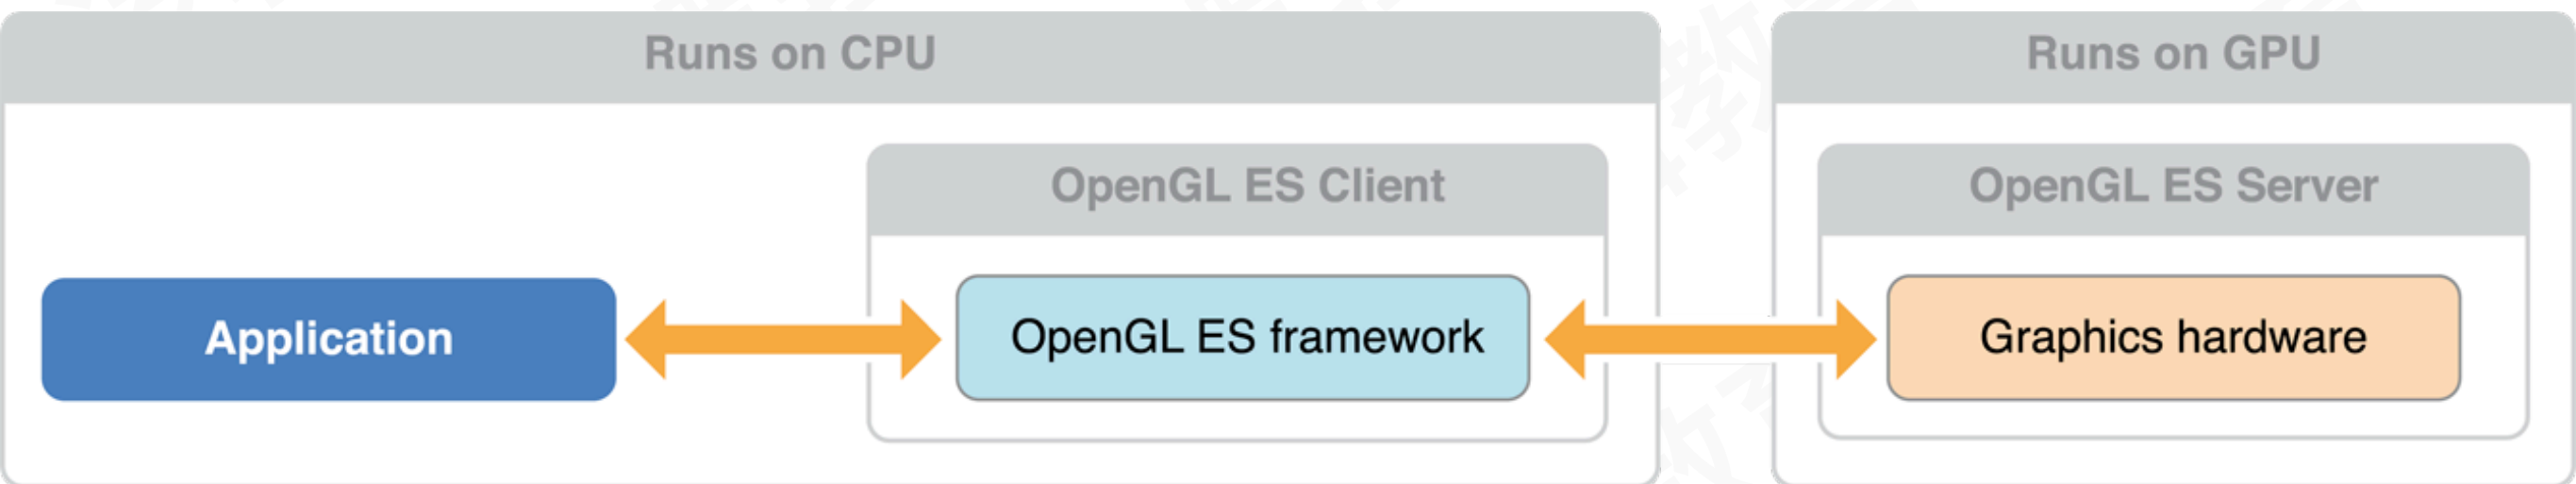 Runs on CPU
Runs on GPU
OpenGL ES Client
OpenGL ES Server
Application
OpenGL ES framework
Graphics hardware